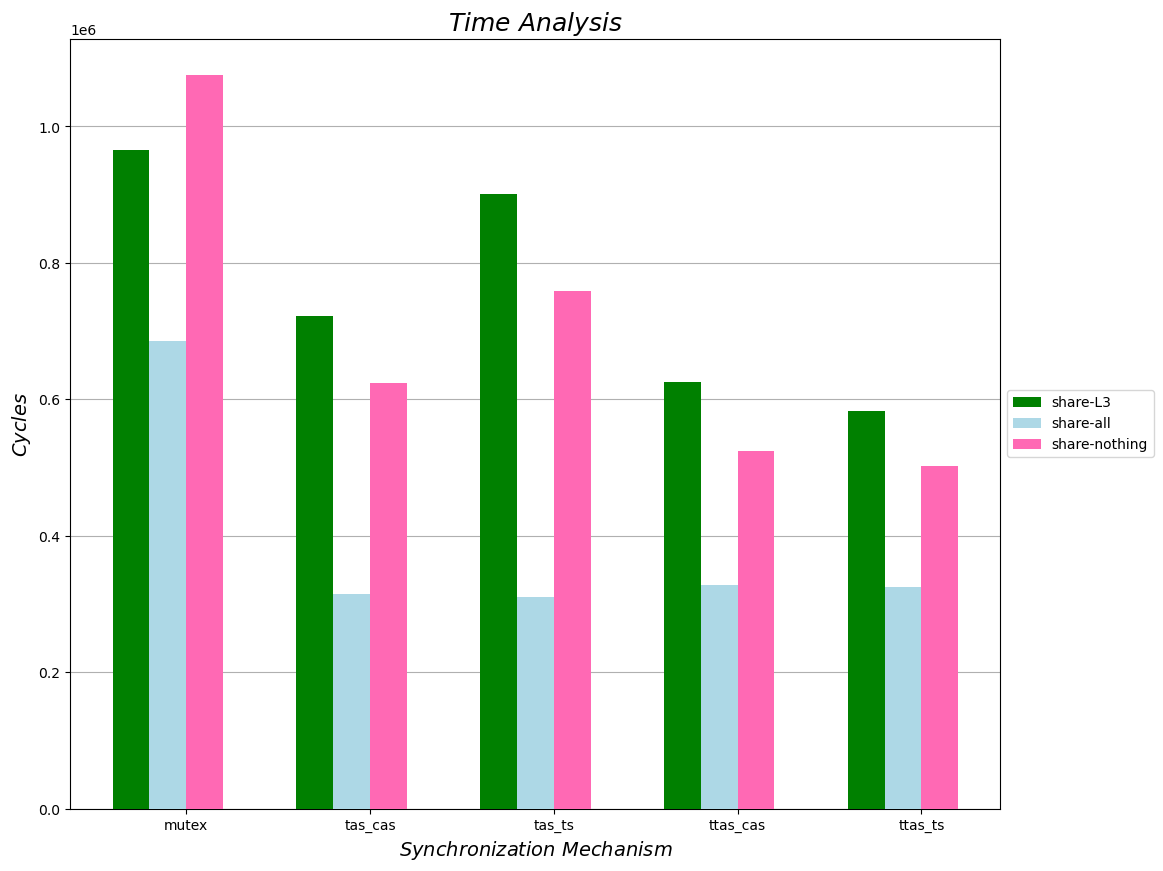 Time Analysis
1e6
1.0
0.8
0.6
0.4
0.2
0.0
Cycles
mutex
tas_cas
tas_ts
ttas_cas
ttas_ts
Synchronization Mechanism
share-L3
share-all
share-nothing